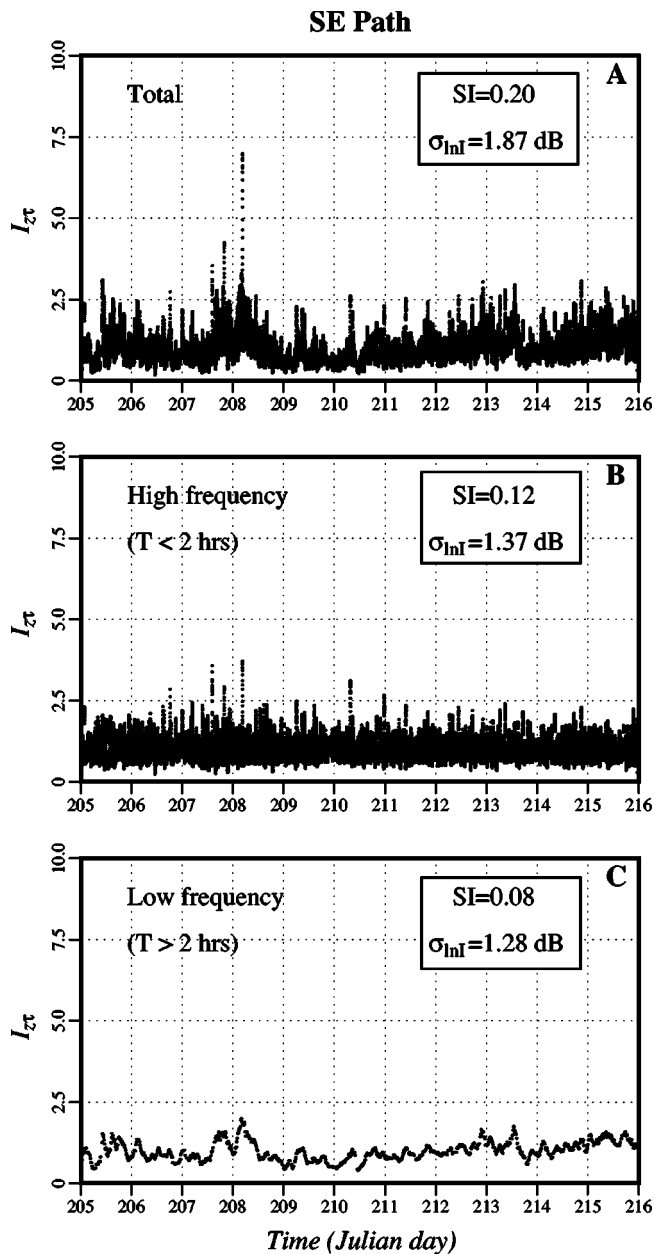 SE Path
A
Total
SI=0.20
σlnI=1.87 dB
10.0
7.5
5.0
2.5
0
Izτ
205 206 207 208 209 210 211 212 213 214 215 216
B
High frequency
(T < 2 hrs)
SI=0.12
σlnI=1.37 dB
10.0
7.5
5.0
2.5
0
Izτ
205 206 207 208 209 210 211 212 213 214 215 216
C
Low frequency
(T > 2 hrs)
SI=0.08
σlnI=1.28 dB
10.0
7.5
5.0
2.5
0
Izτ
205 206 207 208 209 210 211 212 213 214 215 216
Time (Julian day)